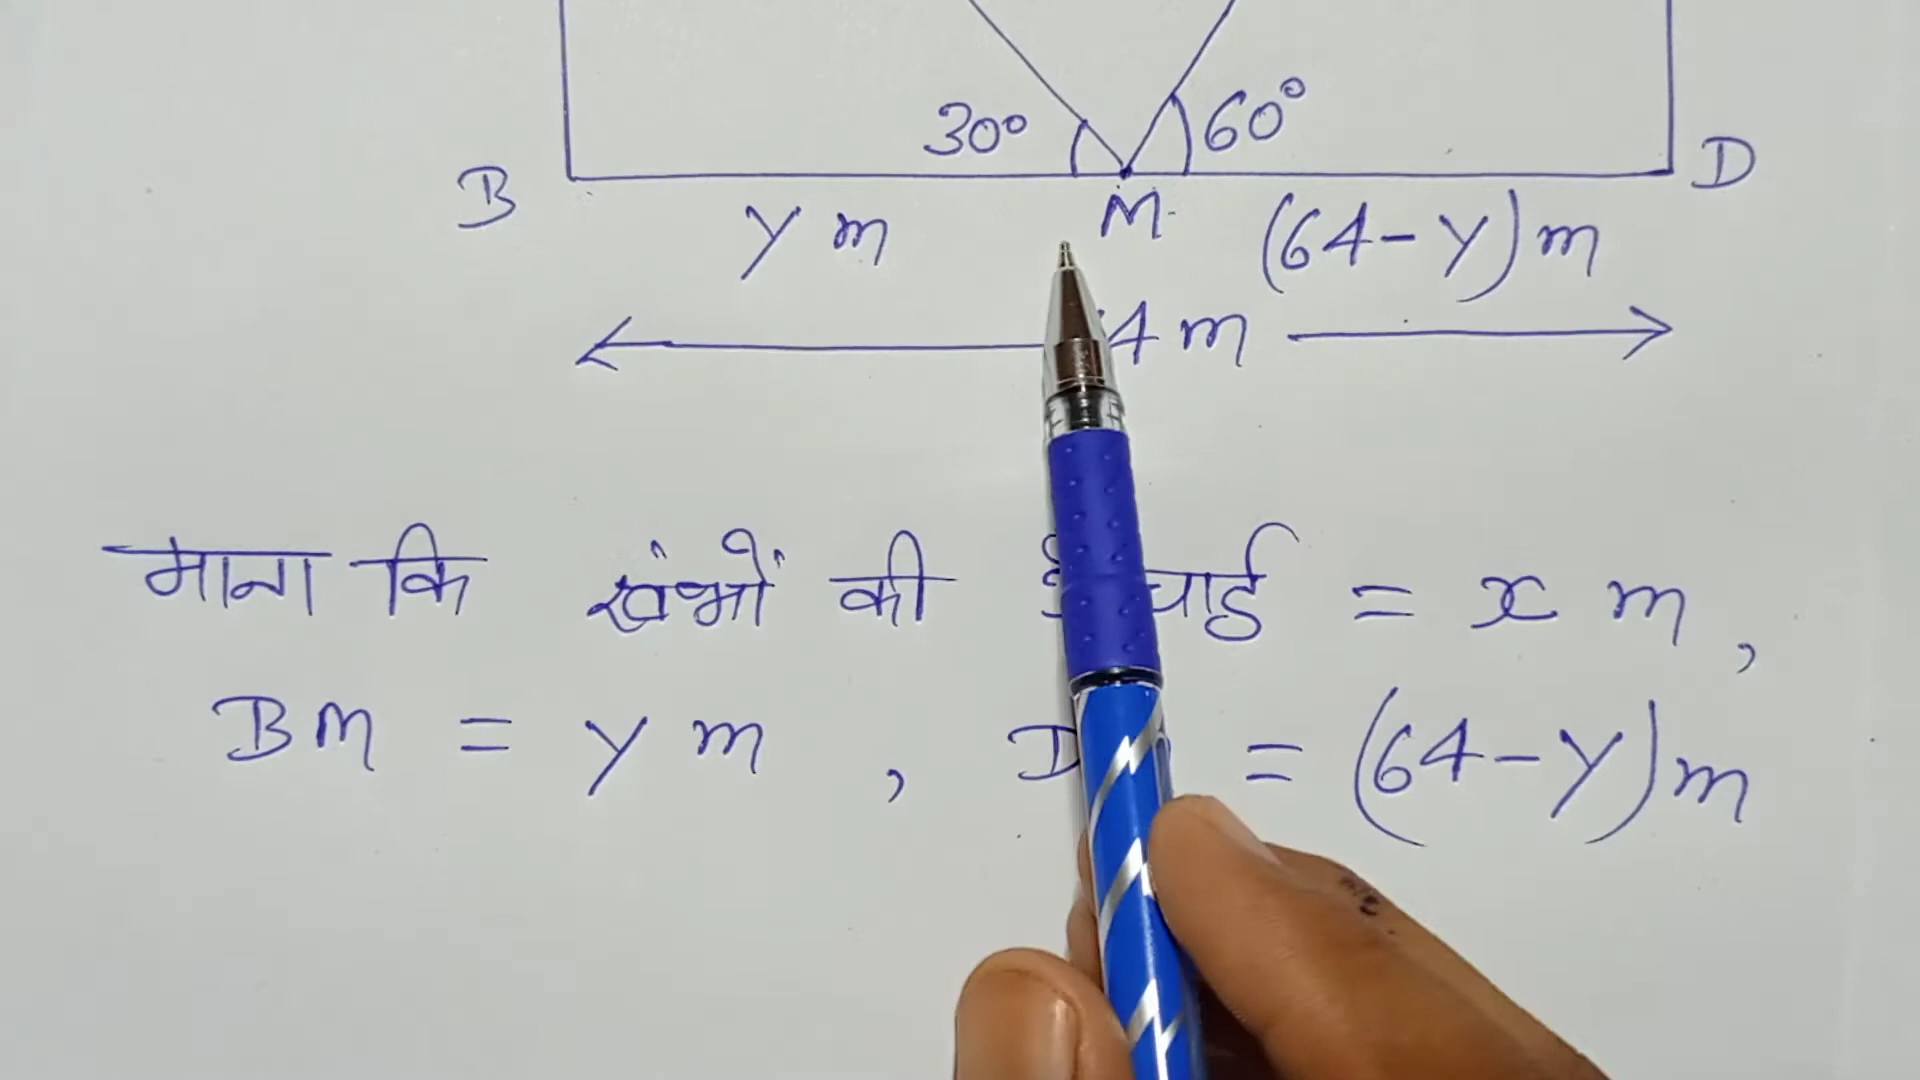 30° 60°
B D
y m M (64-y)m
4 m
माना कि खंभों की = x m,
BM = y m , D = (64-y)m